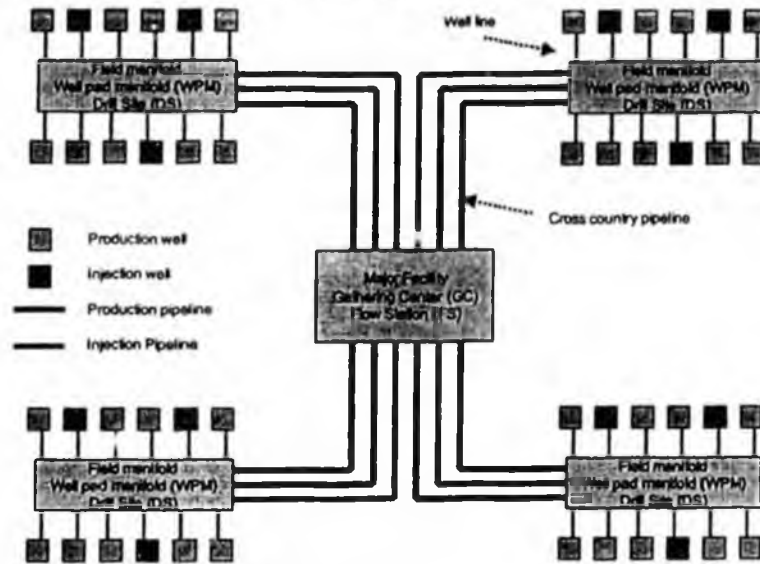 Well line
Field manifold
Well pad manifold (WPM)
Drill Site (DS)
Field manifold
Well pad manifold (WPM)
Drill Site (DS)
Cross country pipeline
Production well
Injection well
Production pipeline
Injection Pipeline
Major Facility
Gathering Center (GC)
Flow Station (FS)
Field manifold
Well pad manifold (WPM)
Drill Site (DS)
Field manifold
Well pad manifold (WPM)
Drill Site (DS)